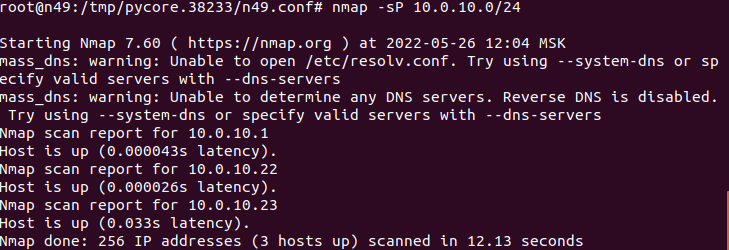 root@n49:/tmp/pycore.38233/n49.conf# nmap -sP 10.0.10.0/24
Starting Nmap 7.60 ( https://nmap.org ) at 2022-05-26 12:04 MSK
mass_dns: warning: Unable to open /etc/resolv.conf. Try using --system-dns or sp
ecify valid servers with --dns-servers
mass_dns: warning: Unable to determine any DNS servers. Reverse DNS is disabled.
 Try using --system-dns or specify valid servers with --dns-servers
Nmap scan report for 10.0.10.1
Host is up (0.000043s latency).
Nmap scan report for 10.0.10.22
Host is up (0.000026s latency).
Nmap scan report for 10.0.10.23
Host is up (0.033s latency).
Nmap done: 256 IP addresses (3 hosts up) scanned in 12.13 seconds